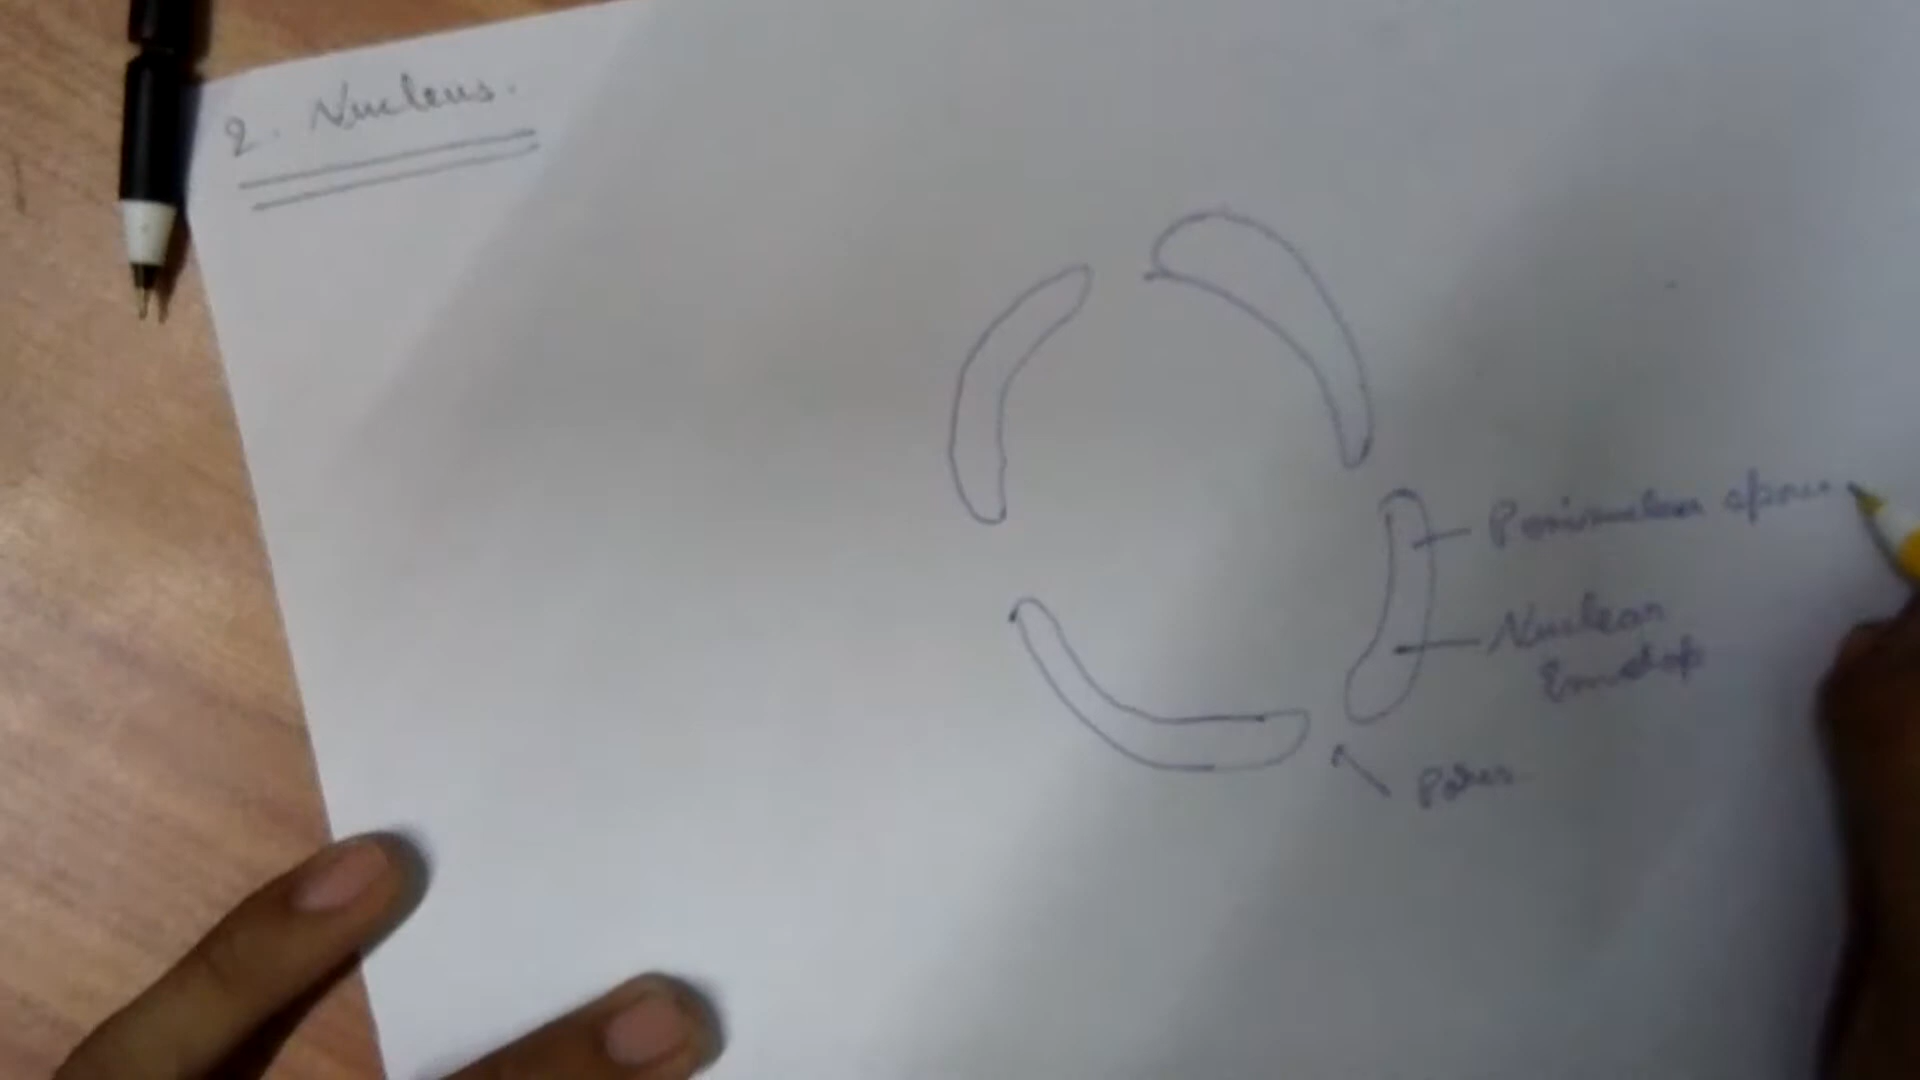 2. Nucleus.
Perinuclear space
Nuclear
Envelop
Pores